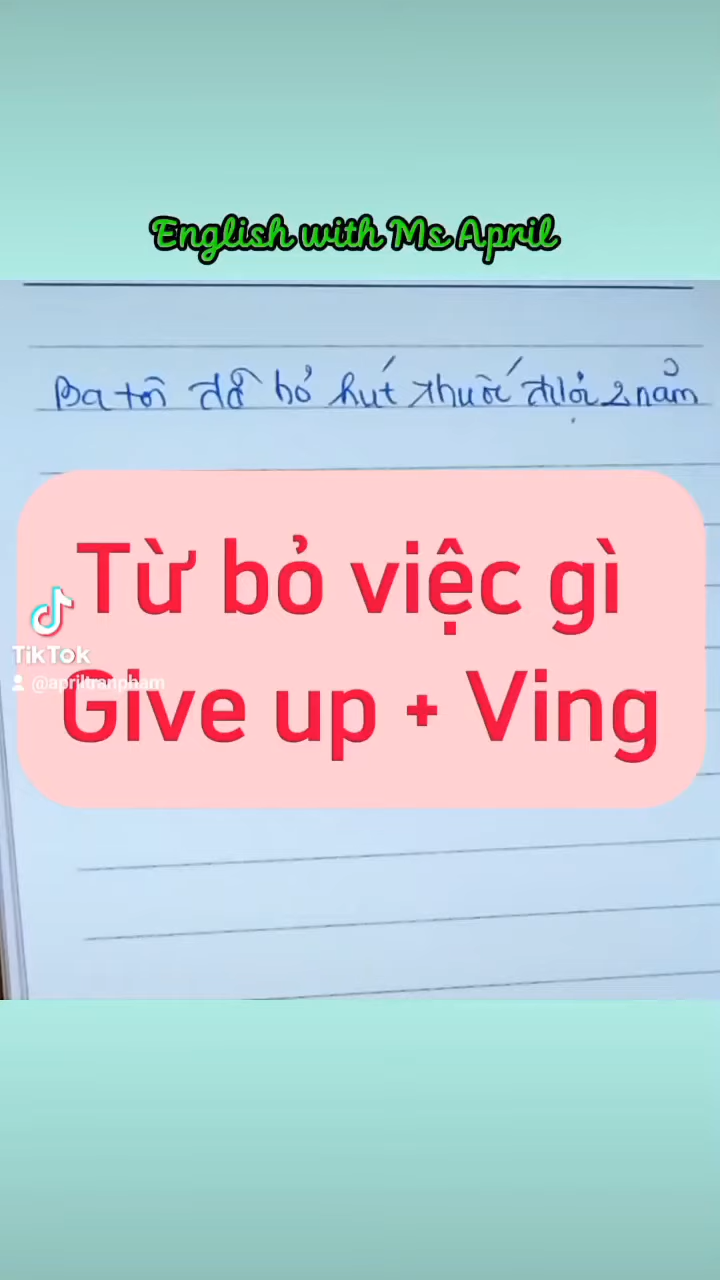 English with Ms April
Ba tôi đã bỏ hút thuốc được 2 năm
Từ bỏ việc gì
TikTok
@apriltranpham
Give up + Ving